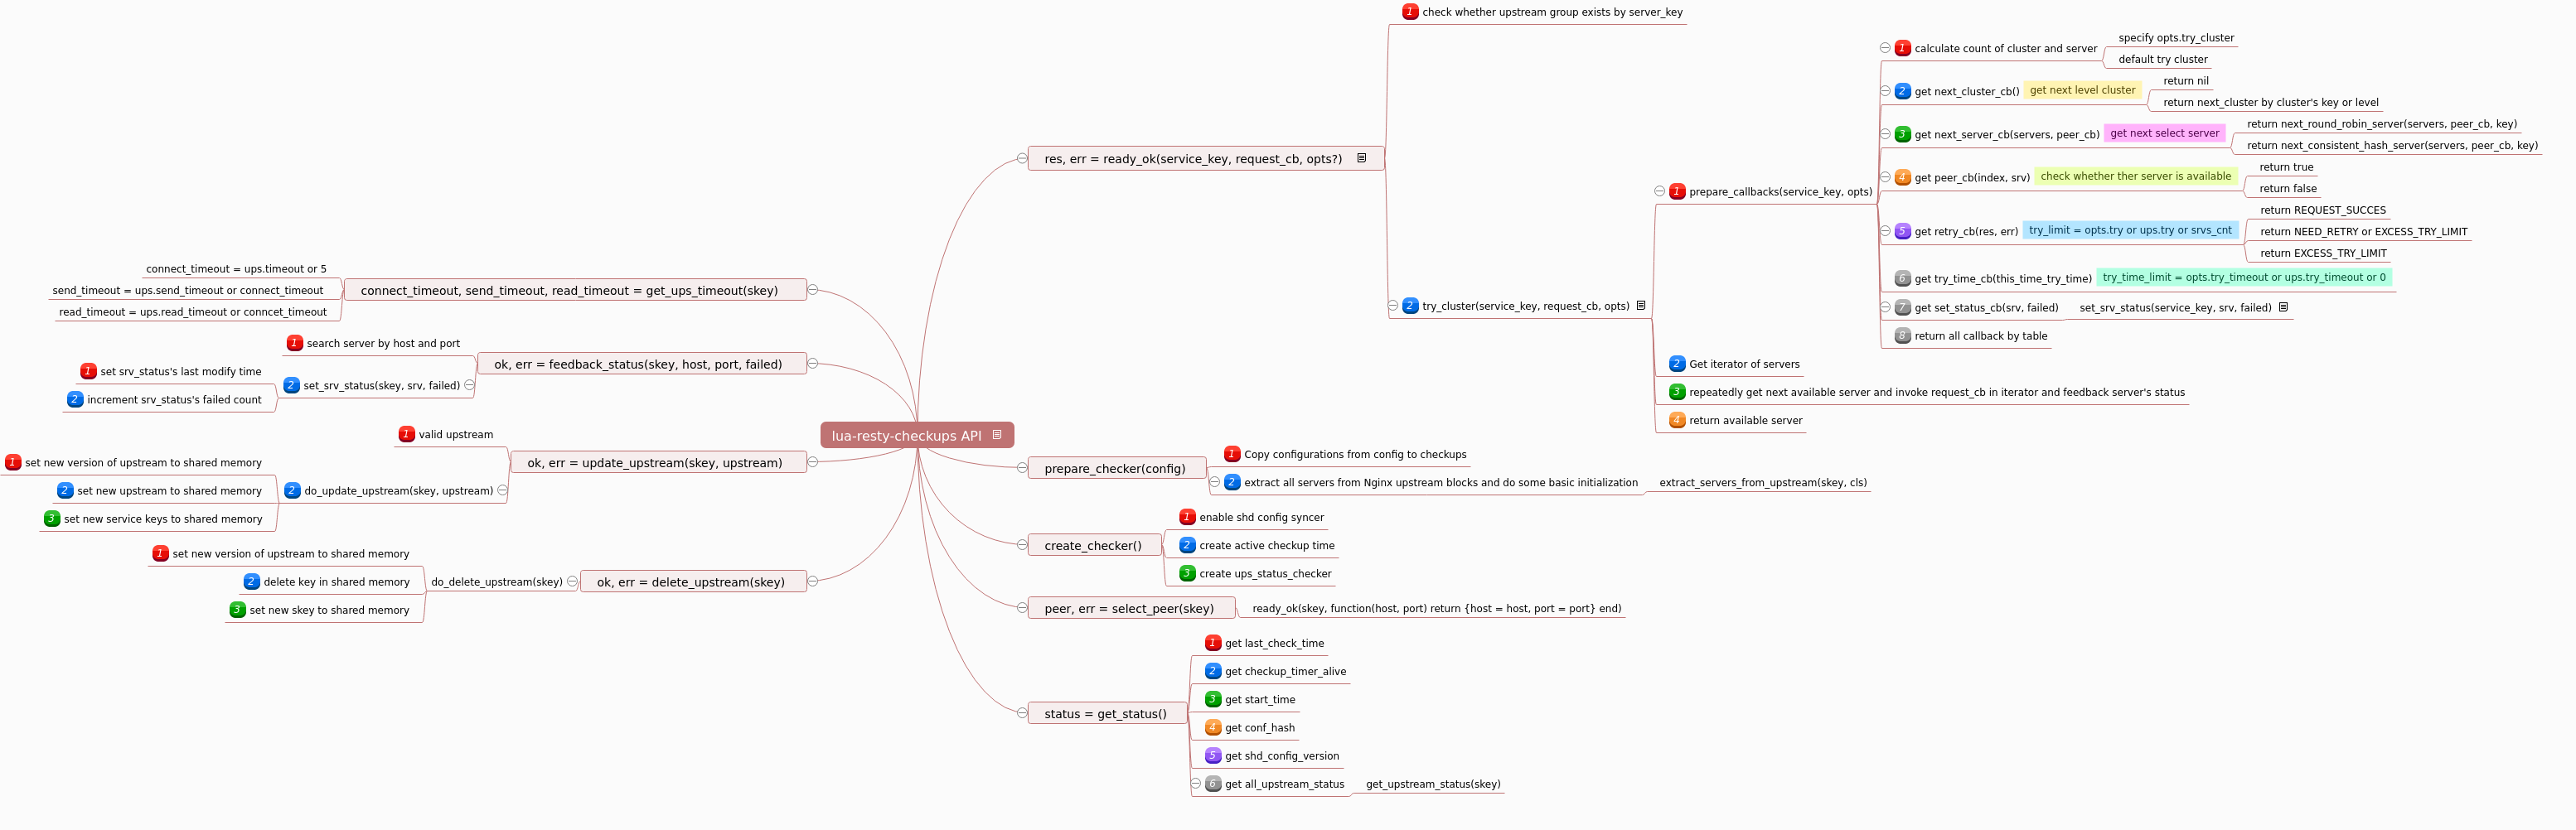 lua-resty-checkups API
res, err = ready_ok(service_key, request_cb, opts?)
1 check whether upstream group exists by server_key
2 try_cluster(service_key, request_cb, opts)
1 prepare_callbacks(service_key, opts)
1 calculate count of cluster and server
specify opts.try_cluster
default try cluster
2 get next_cluster_cb() get next level cluster
return nil
return next_cluster by cluster's key or level
3 get next_server_cb(servers, peer_cb) get next select server
return next_round_robin_server(servers, peer_cb, key)
return next_consistent_hash_server(servers, peer_cb, key)
4 get peer_cb(index, srv) check whether ther server is available
return true
return false
5 get retry_cb(res, err) try_limit = opts.try or ups.try or srvs_cnt
return REQUEST_SUCCES
return NEED_RETRY or EXCESS_TRY_LIMIT
return EXCESS_TRY_LIMIT
6 get try_time_cb(this_time_try_time) try_time_limit = opts.try_timeout or ups.try_timeout or 0
7 get set_status_cb(srv, failed) set_srv_status(service_key, srv, failed)
8 return all callback by table
2 Get iterator of servers
3 repeatedly get next available server and invoke request_cb in iterator and feedback server's status
4 return available server
prepare_checker(config)
1 Copy configurations from config to checkups
2 extract all servers from Nginx upstream blocks and do some basic initialization extract_servers_from_upstream(skey, cls)
create_checker()
1 enable shd config syncer
2 create active checkup time
3 create ups_status_checker
peer, err = select_peer(skey)
ready_ok(skey, function(host, port) return {host = host, port = port} end)
status = get_status()
1 get last_check_time
2 get checkup_timer_alive
3 get start_time
4 get conf_hash
5 get shd_config_version
6 get all_upstream_status get_upstream_status(skey)
connect_timeout, send_timeout, read_timeout = get_ups_timeout(skey)
connect_timeout = ups.timeout or 5
send_timeout = ups.send_timeout or connect_timeout
read_timeout = ups.read_timeout or conncet_timeout
ok, err = feedback_status(skey, host, port, failed)
1 search server by host and port
2 set_srv_status(skey, srv, failed)
1 set srv_status's last modify time
2 increment srv_status's failed count
ok, err = update_upstream(skey, upstream)
1 valid upstream
2 do_update_upstream(skey, upstream)
1 set new version of upstream to shared memory
2 set new upstream to shared memory
3 set new service keys to shared memory
ok, err = delete_upstream(skey)
do_delete_upstream(skey)
1 set new version of upstream to shared memory
2 delete key in shared memory
3 set new skey to shared memory